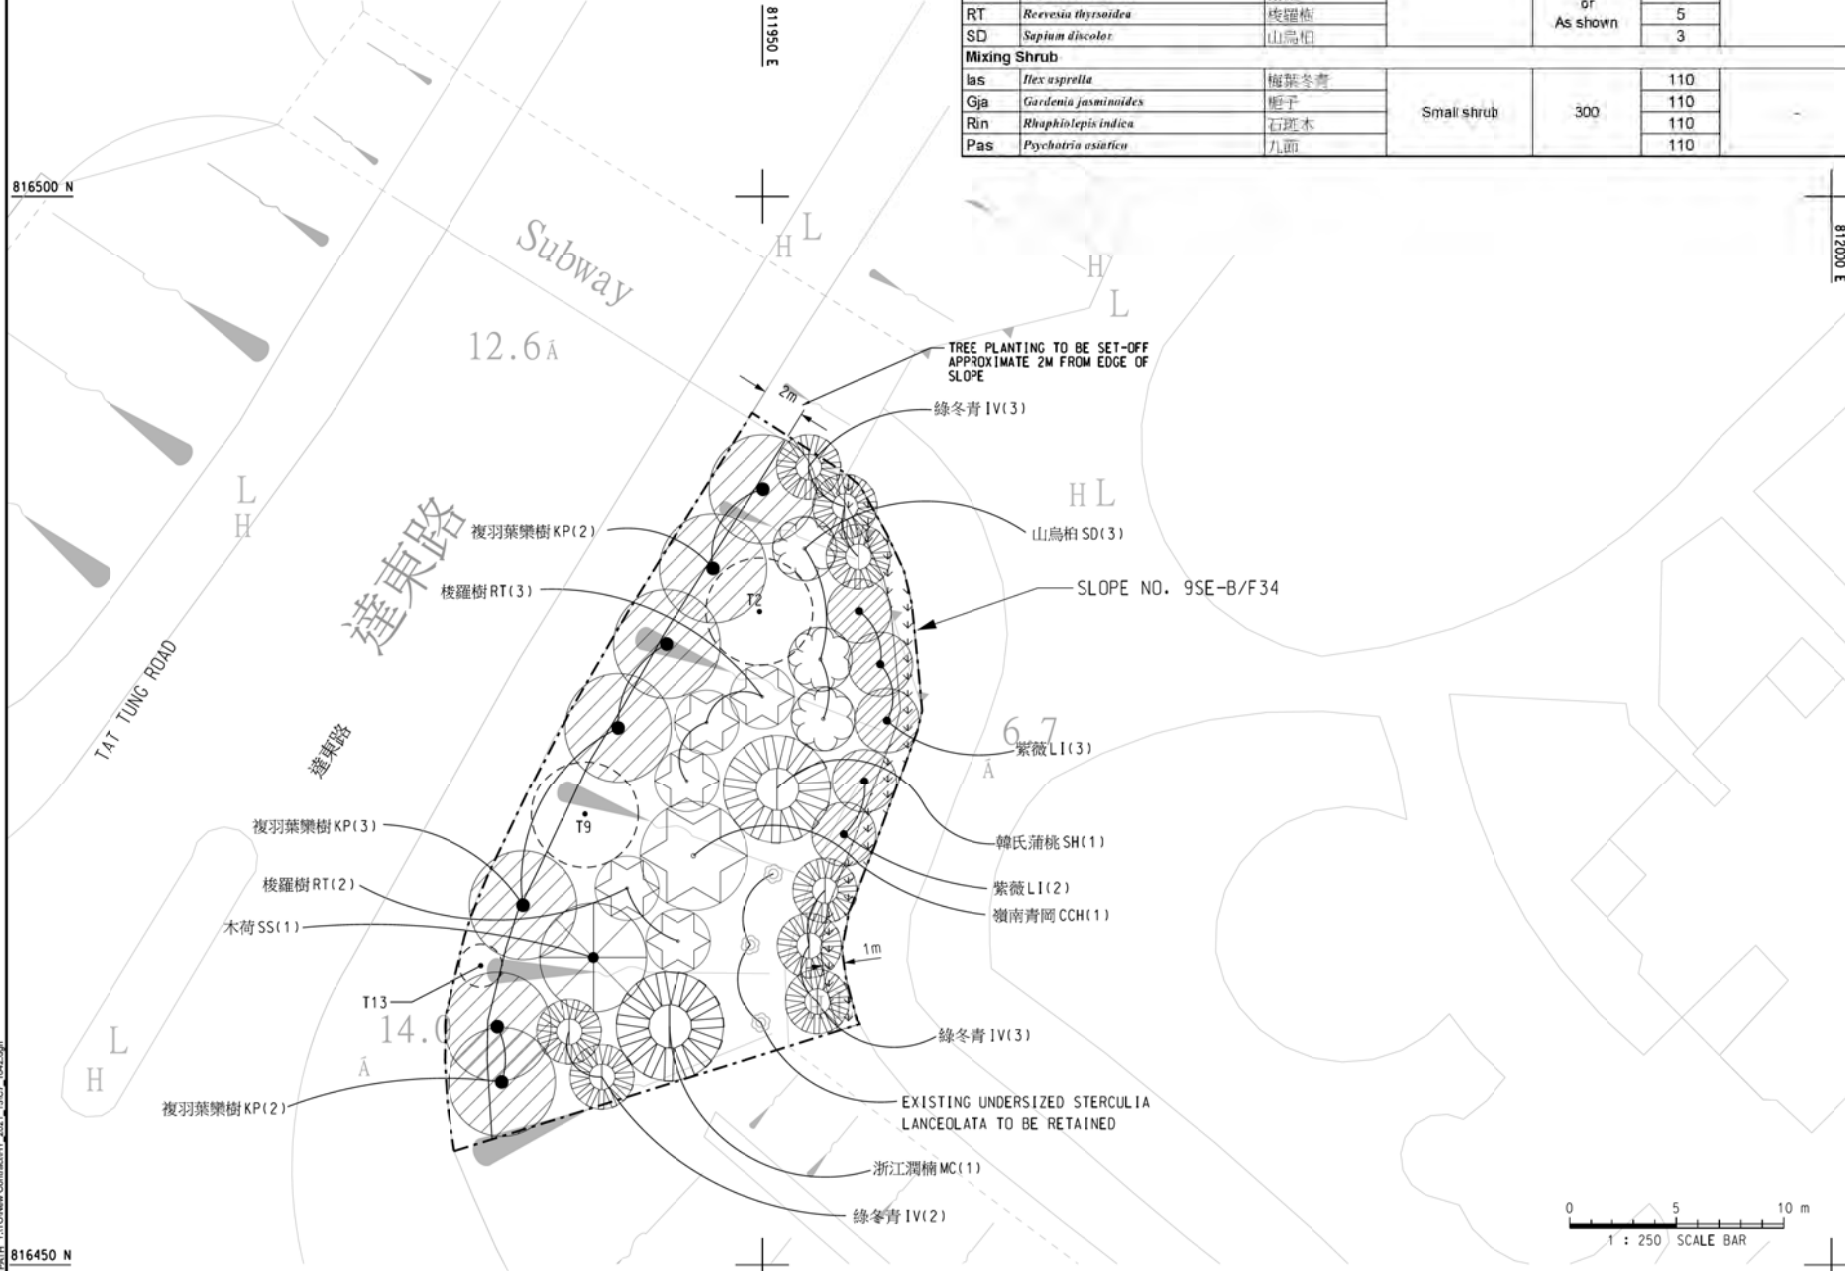 RT Reevesia thyrsoidea 梭羅樹 or As shown 5
SD Sapium discolor 山烏柏 3
Mixing Shrub
Ias Ilex asprella 梅葉冬青 110
Gja Gardenia jasminoides 梔子 Small shrub 300 110 -
Rin Rhaphiolepis indica 石斑木 110
Pas Psychotria asiatica 九節 110
811950 E
816500 N
812000 E
L
H
Subway
H
L
12.6
TREE PLANTING TO BE SET-OFF
APPROXIMATE 2M FROM EDGE OF
SLOPE
2m
綠冬青 IV(3)
L
H
H L
達東路
複羽葉欒樹 KP(2)
山烏柏 SD(3)
梭羅樹 RT(3)
T2
SLOPE NO. 9SE-B/F34
TAT TUNG ROAD
達東路
6.7
紫薇 LI(3)
複羽葉欒樹 KP(3)
T9
韓氏蒲桃 SH(1)
梭羅樹 RT(2)
紫薇 LI(2)
嶺南青岡 CCH(1)
木荷 SS(1)
1m
T13
14.0
L
H
綠冬青 IV(3)
複羽葉欒樹 KP(2)
EXISTING UNDERSIZED STERCULIA
LANCEOLATA TO BE RETAINED
浙江潤楠 MC(1)
綠冬青 IV(2)
0 5 10 m
1 : 250 SCALE BAR
816450 N